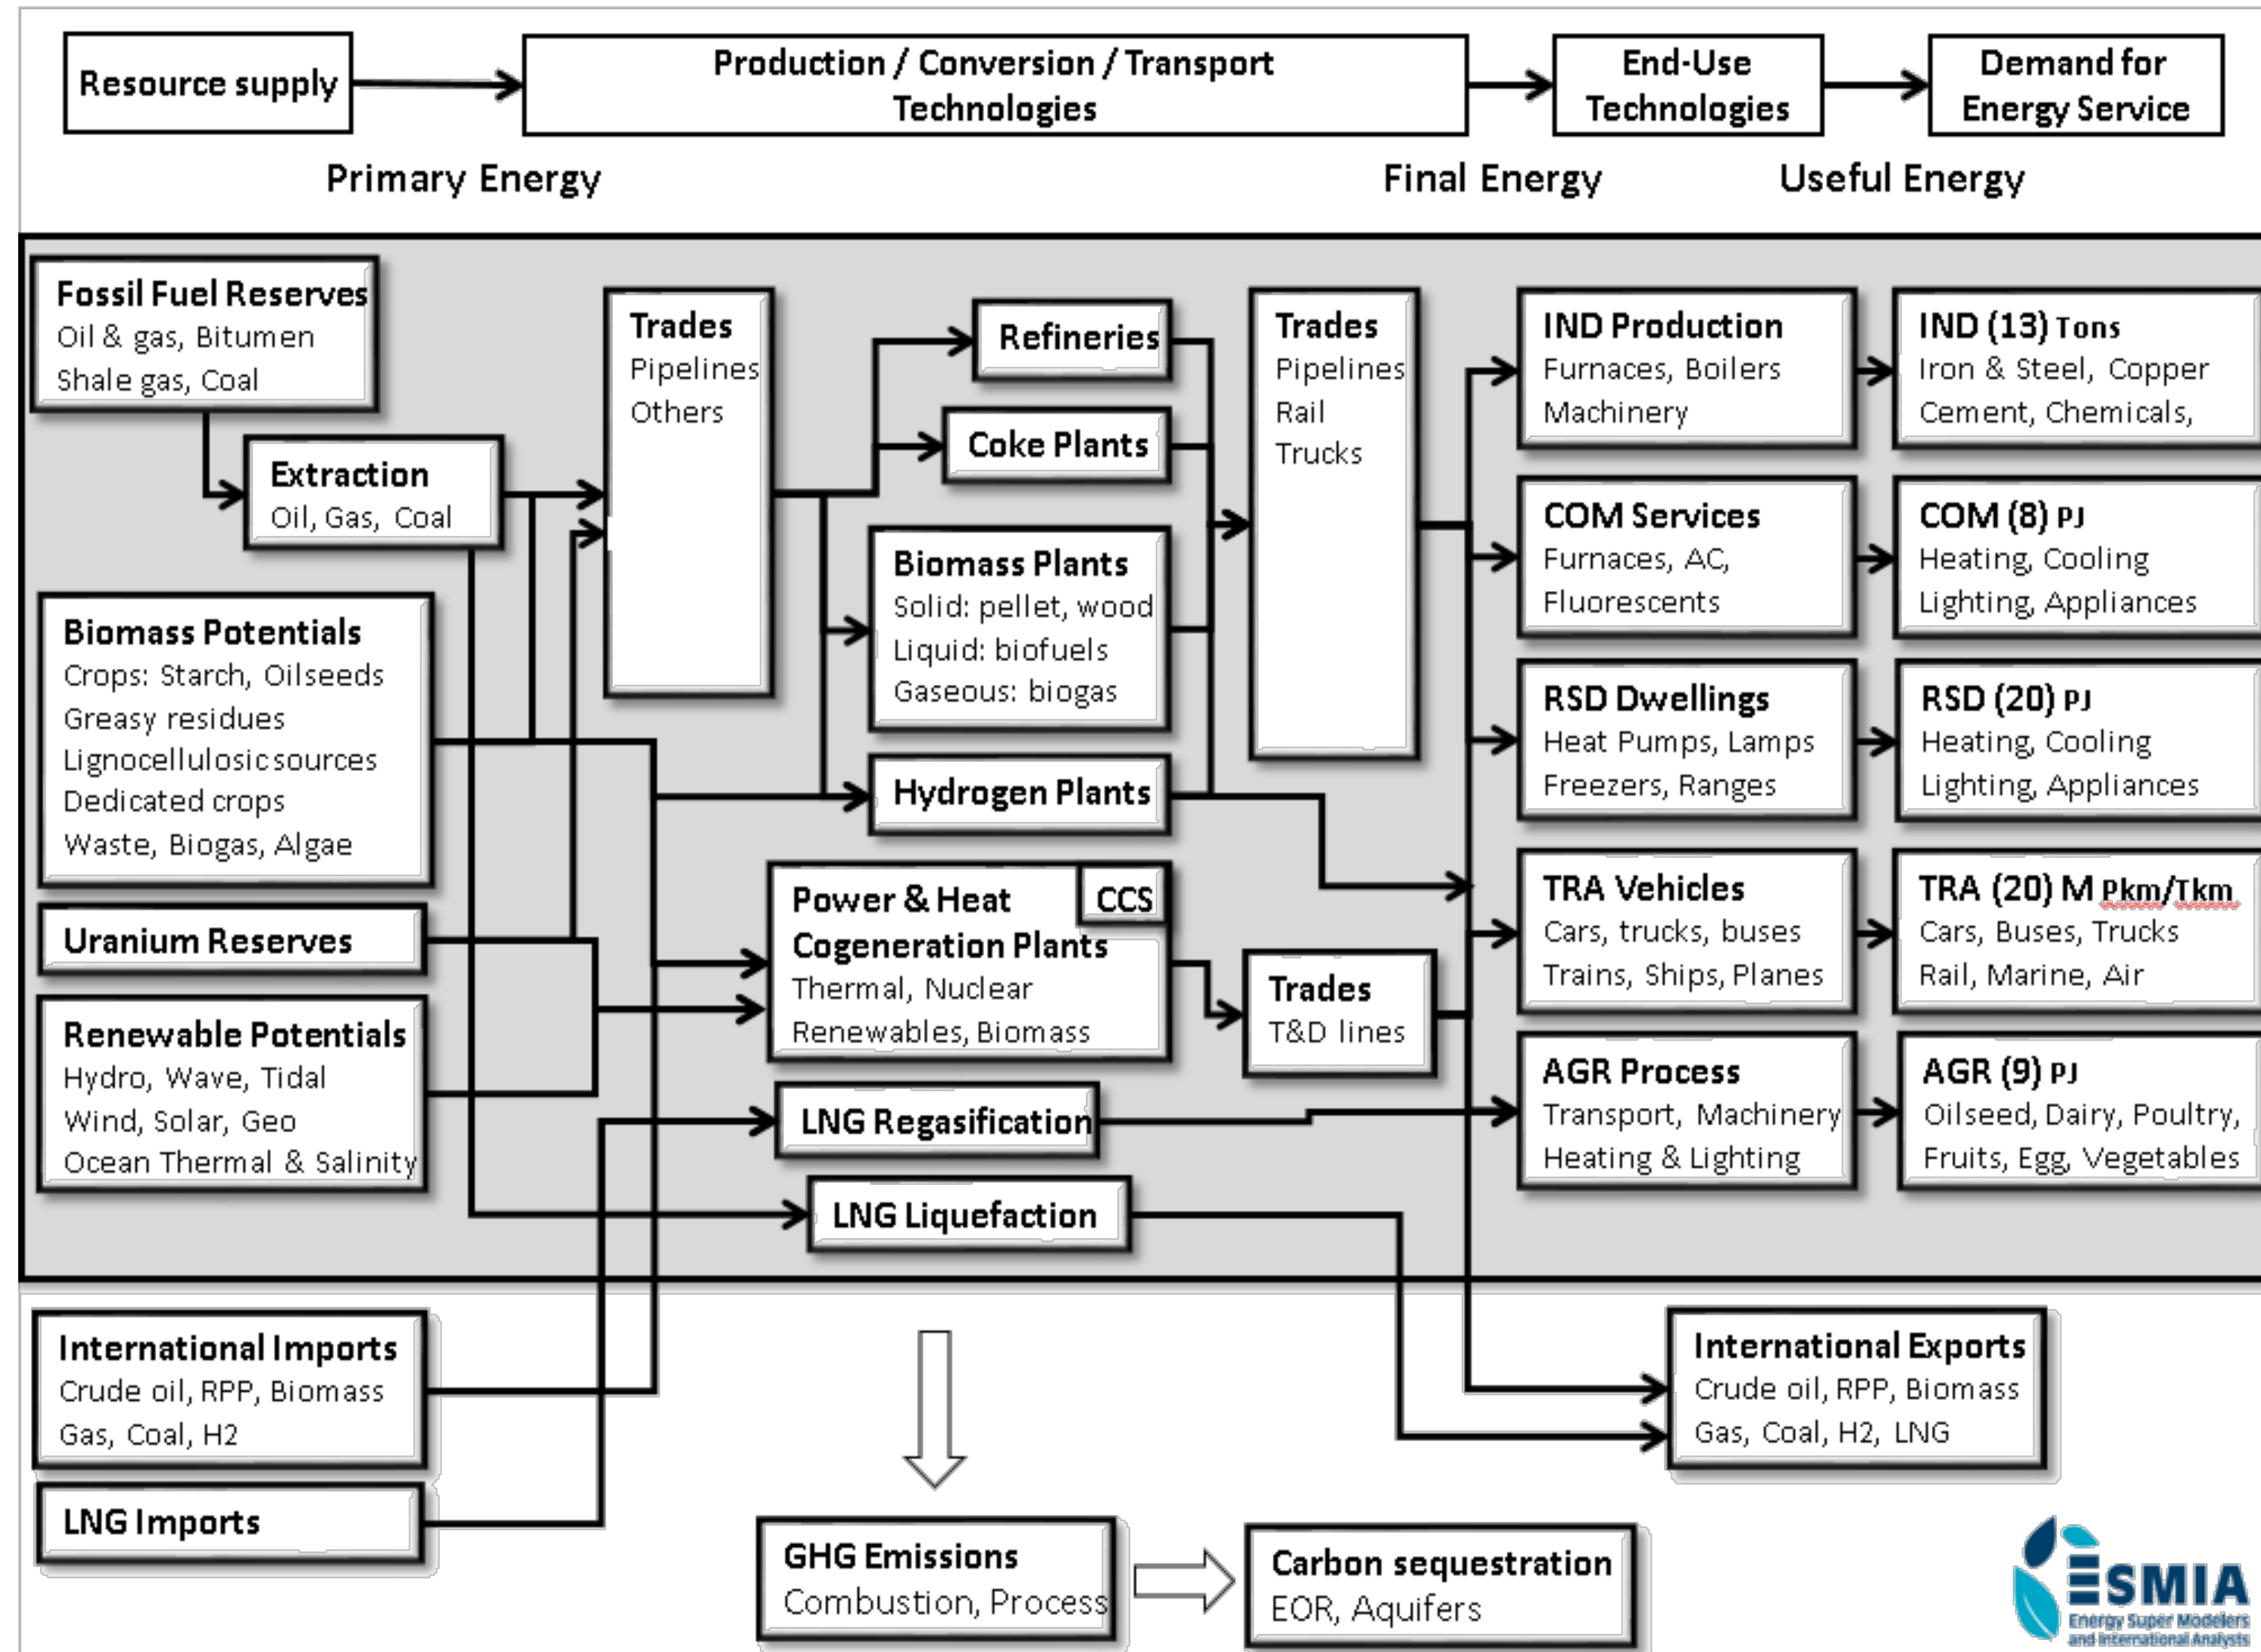 Resource supply
Production / Conversion / Transport
Technologies
End-Use
Technologies
Demand for
Energy Service
Primary Energy
Final Energy
Useful Energy
Fossil Fuel Reserves
Oil & gas, Bitumen
Shale gas, Coal
Extraction
Oil, Gas, Coal
Biomass Potentials
Crops: Starch, Oilseeds
Greasy residues
Lignocellulosic sources
Dedicated crops
Waste, Biogas, Algae
Uranium Reserves
Renewable Potentials
Hydro, Wave, Tidal
Wind, Solar, Geo
Ocean Thermal & Salinity
Trades
Pipelines
Others
Refineries
Coke Plants
Biomass Plants
Solid: pellet, wood
Liquid: biofuels
Gaseous: biogas
Hydrogen Plants
Power & Heat
Cogeneration Plants
CCS
Thermal, Nuclear
Renewables, Biomass
LNG Regasification
LNG Liquefaction
Trades
Pipelines
Rail
Trucks
Trades
T&D lines
IND Production
Furnaces, Boilers
Machinery
COM Services
Furnaces, AC,
Fluorescents
RSD Dwellings
Heat Pumps, Lamps
Freezers, Ranges
TRA Vehicles
Cars, trucks, buses
Trains, Ships, Planes
AGR Process
Transport, Machinery
Heating & Lighting
IND (13) Tons
Iron & Steel, Copper
Cement, Chemicals,
COM (8) PJ
Heating, Cooling
Lighting, Appliances
RSD (20) PJ
Heating, Cooling
Lighting, Appliances
TRA (20) M Pkm/Tkm
Cars, Buses, Trucks
Rail, Marine, Air
AGR (9) PJ
Oilseed, Dairy, Poultry,
Fruits, Egg, Vegetables
International Imports
Crude oil, RPP, Biomass
Gas, Coal, H2
LNG Imports
International Exports
Crude oil, RPP, Biomass
Gas, Coal, H2, LNG
GHG Emissions
Combustion, Process
Carbon sequestration
EOR, Aquifers
ESMIA
Energy Super Modelers
and International Analysts